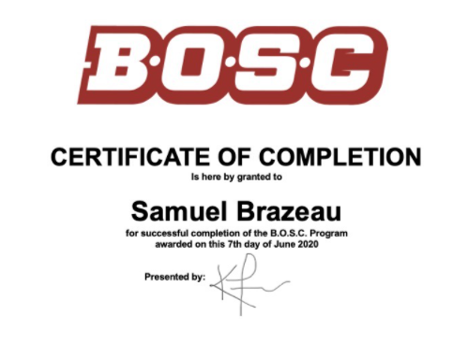 B·O·S·C
CERTIFICATE OF COMPLETION
Is here by granted to
Samuel Brazeau
for successful completion of the B.O.S.C. Program
awarded on this 7th day of June 2020
Presented by: